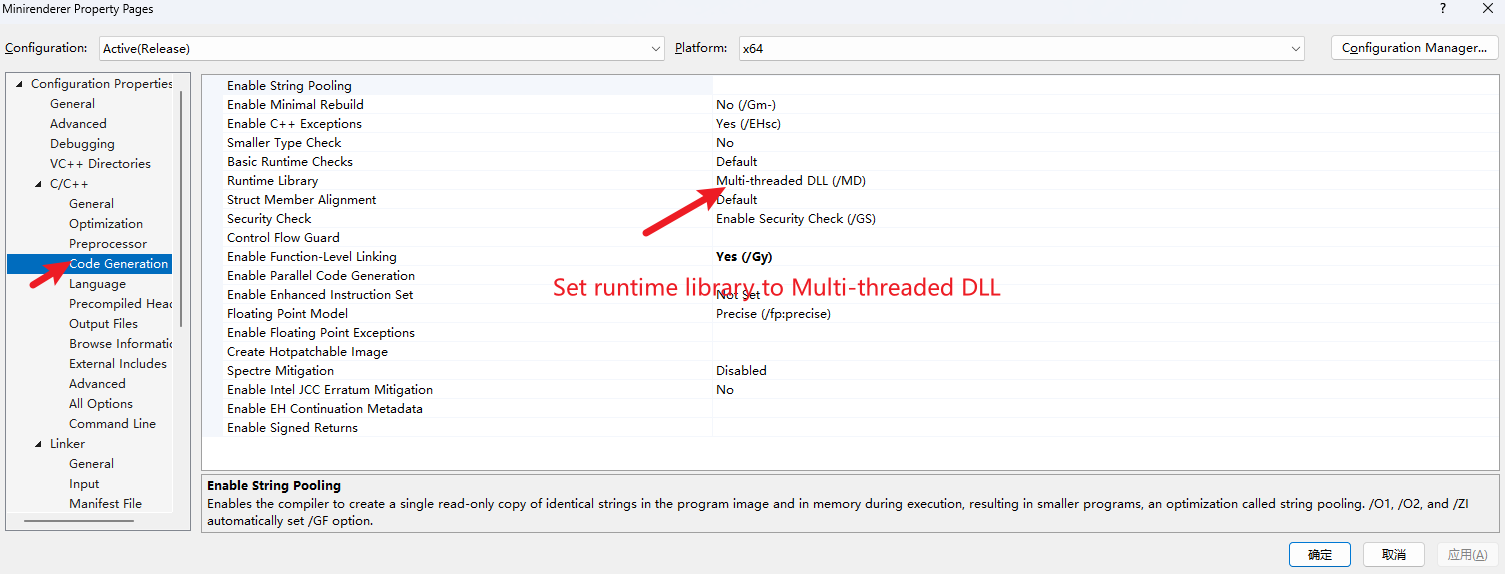 Minirenderer Property Pages
?
Configuration: Active(Release) Platform: x64 Configuration Manager...
Configuration Properties
General
Advanced
Debugging
VC++ Directories
C/C++
General
Optimization
Preprocessor
Code Generation
Language
Precompiled Head
Output Files
Browse Informatic
External Includes
Advanced
All Options
Command Line
Linker
General
Input
Manifest File
Enable String Pooling
Enable Minimal Rebuild No (/Gm-)
Enable C++ Exceptions Yes (/EHsc)
Smaller Type Check No
Basic Runtime Checks Default
Runtime Library Multi-threaded DLL (/MD)
Struct Member Alignment Default
Security Check Enable Security Check (/GS)
Control Flow Guard
Enable Function-Level Linking Yes (/Gy)
Enable Parallel Code Generation
Set runtime library to Multi-threaded DLL
Enable Enhanced Instruction Set Not Set
Floating Point Model Precise (/fp:precise)
Enable Floating Point Exceptions
Create Hotpatchable Image
Spectre Mitigation Disabled
Enable Intel JCC Erratum Mitigation No
Enable EH Continuation Metadata
Enable Signed Returns
Enable String Pooling
Enables the compiler to create a single read-only copy of identical strings in the program image and in memory during execution, resulting in smaller programs, an optimization called string pooling. /O1, /O2, and /ZI
automatically set /GF option.
确定 取消 应用(A)